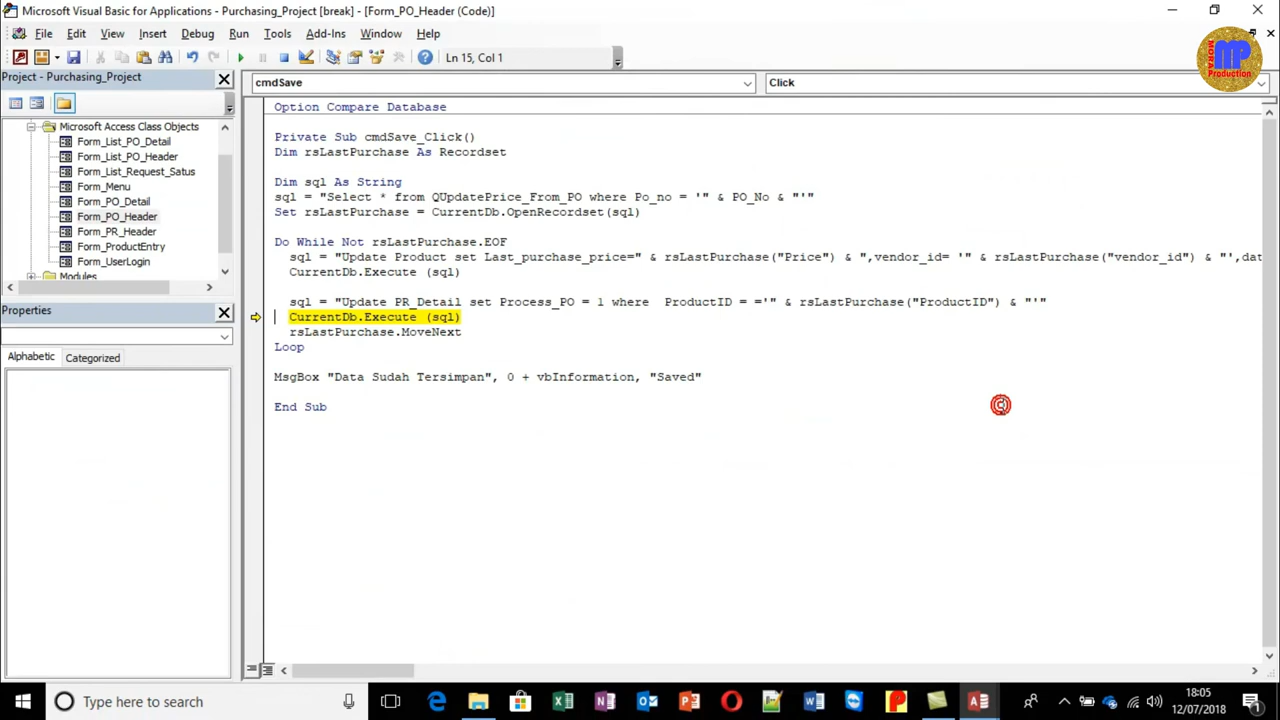 Microsoft Visual Basic for Applications - Purchasing_Project [break] - [Form_PO_Header (Code)]
File Edit View Insert Format Debug Run Tools Add-Ins Window Help
Ln 15, Col 1
MORA
MP
Production
Project - Purchasing_Project
cmdSave
Click
Microsoft Access Class Objects
Form_List_PO_Detail
Form_List_PO_Header
Form_List_Request_Satus
Form_Menu
Form_PO_Detail
Form_PO_Header
Form_PR_Header
Form_ProductEntry
Form_UserLogin
Modules
Properties
Alphabetic Categorized
Option Compare Database
Private Sub cmdSave_Click()
Dim rsLastPurchase As Recordset
Dim sql As String
sql = "Select * from QUpdatePrice_From_PO where Po_no = '" & PO_No & "'"
Set rsLastPurchase = CurrentDb.OpenRecordset(sql)
Do While Not rsLastPurchase.EOF
sql = "Update Product set Last_purchase_price=" & rsLastPurchase("Price") & ",vendor_id= '" & rsLastPurchase("vendor_id") & "',dat
CurrentDb.Execute (sql)
sql = "Update PR_Detail set Process_PO = 1 where  ProductID = ='" & rsLastPurchase("ProductID") & "'"
CurrentDb.Execute (sql)
rsLastPurchase.MoveNext
Loop
MsgBox "Data Sudah Tersimpan", 0 + vbInformation, "Saved"
End Sub
Type here to search
18:05
12/07/2018